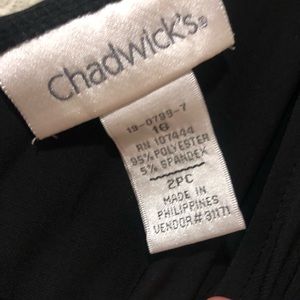 chadwick's®
19-0799-7
16
RN 107444
95% POLYESTER
5% SPANDEX
2PC
MADE IN
PHILIPPINES
VENDOR# 31171